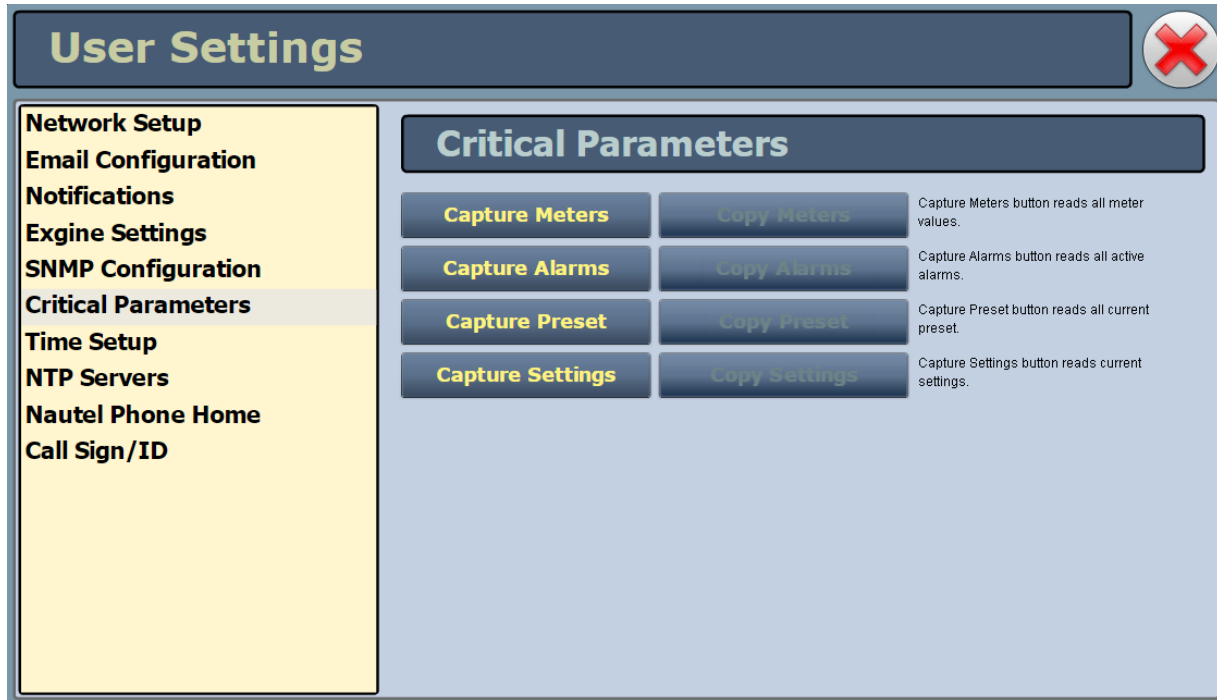 User Settings
Network Setup
Email Configuration
Notifications
Exgine Settings
SNMP Configuration
Critical Parameters
Time Setup
NTP Servers
Nautel Phone Home
Call Sign/ID
Critical Parameters
Capture Meters
Copy Meters
Capture Meters button reads all meter
values.
Capture Alarms
Copy Alarms
Capture Alarms button reads all active
alarms.
Capture Preset
Copy Preset
Capture Preset button reads all current
preset.
Capture Settings
Copy Settings
Capture Settings button reads current
settings.